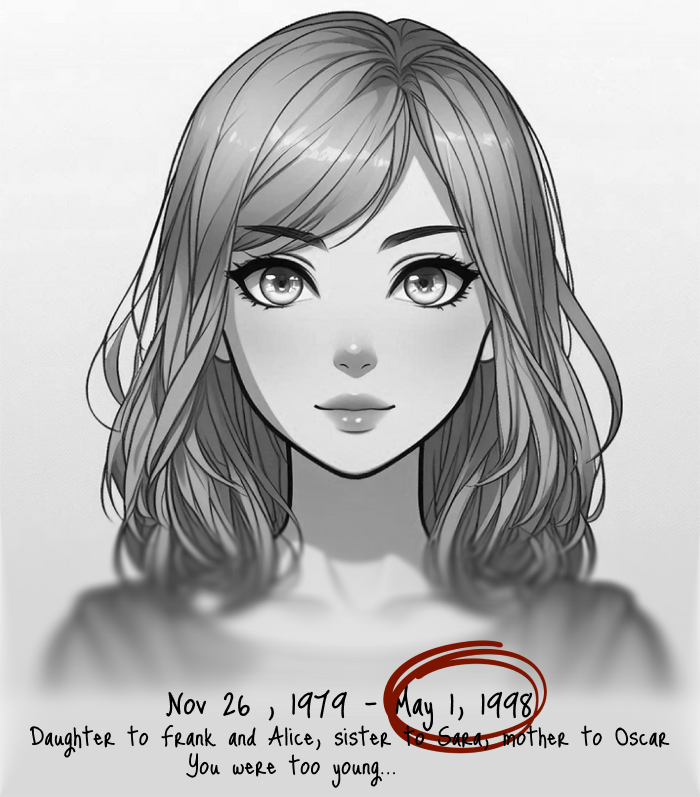 Nov 26 , 1979 - May 1, 1998
Daughter to Frank and Alice, sister to Sara, mother to Oscar
You were too young...